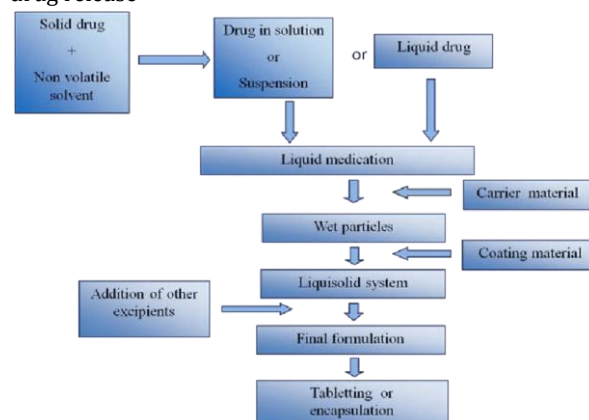 drug release
Solid drug
+
Non volatile
solvent
Drug in solution
or
Suspension
or
Liquid drug
Liquid medication
Carrier material
Wet particles
Coating material
Liquisolid system
Addition of other
excipients
Final formulation
Tabletting or
encapsulation